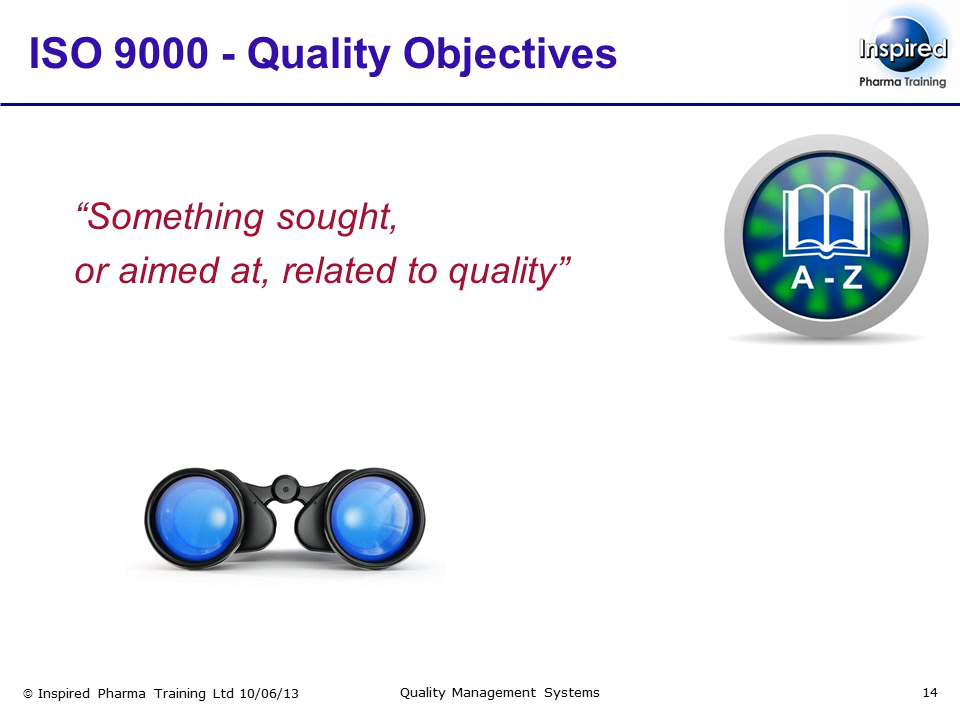 ISO 9000 - Quality Objectives
Inspired
Pharma Training
“Something sought,
or aimed at, related to quality”
A - Z
© Inspired Pharma Training Ltd 10/06/13
Quality Management Systems
14